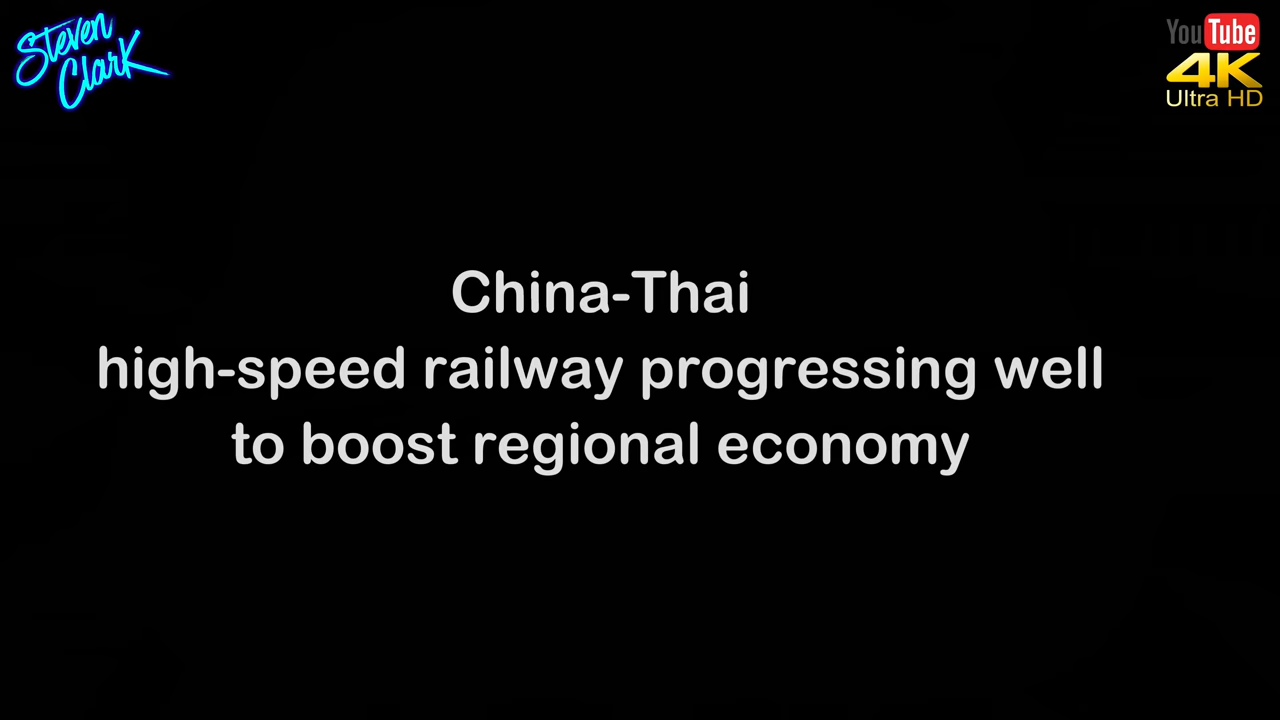 Steven
Clark
YouTube
4K
Ultra HD
China-Thai
high-speed railway progressing well
to boost regional economy